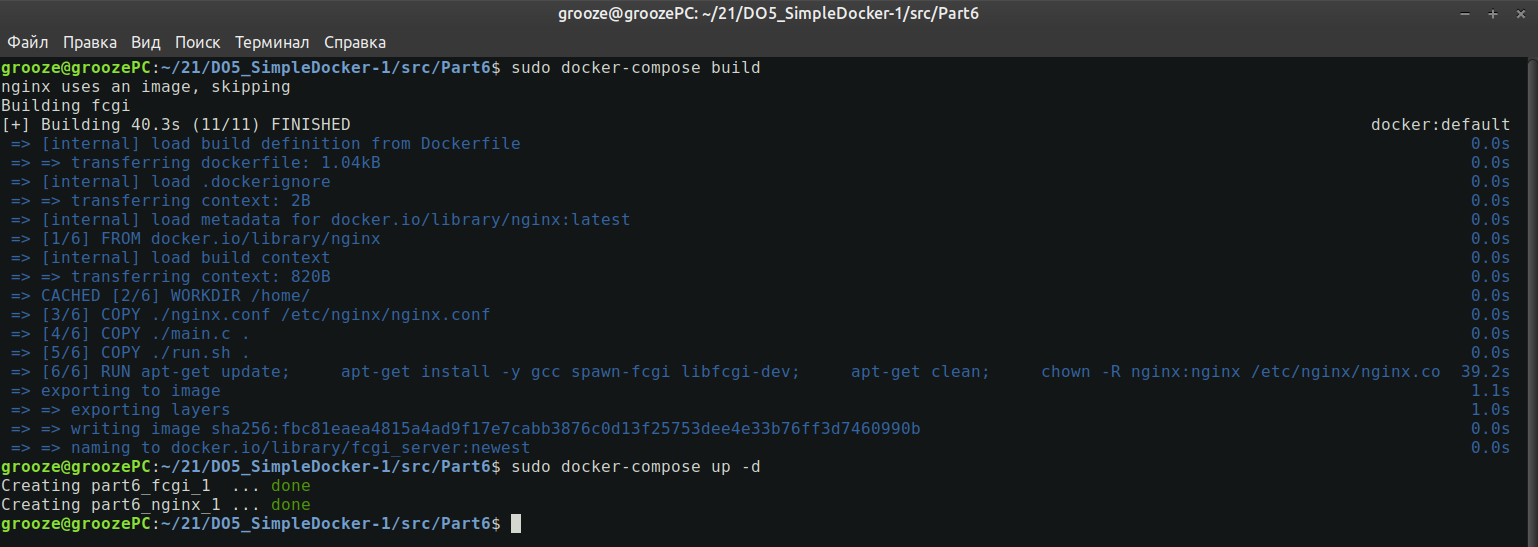 grooze@groozePC: ~/21/DO5_SimpleDocker-1/src/Part6
Файл Правка Вид Поиск Терминал Справка
grooze@groozePC:~/21/DO5_SimpleDocker-1/src/Part6$ sudo docker-compose build
nginx uses an image, skipping
Building fcgi
[+] Building 40.3s (11/11) FINISHED docker:default
=> [internal] load build definition from Dockerfile 0.0s
=> => transferring dockerfile: 1.04kB 0.0s
=> [internal] load .dockerignore 0.0s
=> => transferring context: 2B 0.0s
=> [internal] load metadata for docker.io/library/nginx:latest 0.0s
=> [1/6] FROM docker.io/library/nginx 0.0s
=> [internal] load build context 0.0s
=> => transferring context: 820B 0.0s
=> CACHED [2/6] WORKDIR /home/ 0.0s
=> [3/6] COPY ./nginx.conf /etc/nginx/nginx.conf 0.0s
=> [4/6] COPY ./main.c . 0.0s
=> [5/6] COPY ./run.sh . 0.0s
=> [6/6] RUN apt-get update;     apt-get install -y gcc spawn-fcgi libfcgi-dev;     apt-get clean;     chown -R nginx:nginx /etc/nginx/nginx.co 39.2s
=> exporting to image 1.1s
=> => exporting layers 1.0s
=> => writing image sha256:fbc81eaea4815a4ad9f17e7cabb3876c0d13f25753dee4e33b76ff3d7460990b 0.0s
=> => naming to docker.io/library/fcgi_server:newest 0.0s
grooze@groozePC:~/21/DO5_SimpleDocker-1/src/Part6$ sudo docker-compose up -d
Creating part6_fcgi_1  ... done
Creating part6_nginx_1 ... done
grooze@groozePC:~/21/DO5_SimpleDocker-1/src/Part6$